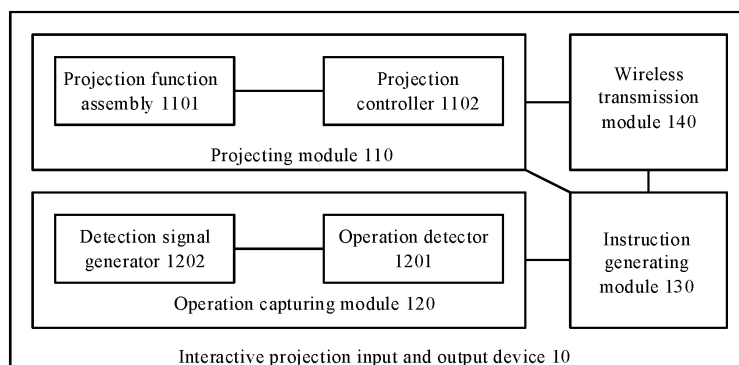 Projection function
assembly 1101
Projection
controller 1102
Projecting module 110
Wireless
transmission
module 140
Detection signal
generator 1202
Operation detector
1201
Operation capturing module 120
Instruction
generating
module 130
Interactive projection input and output device 10